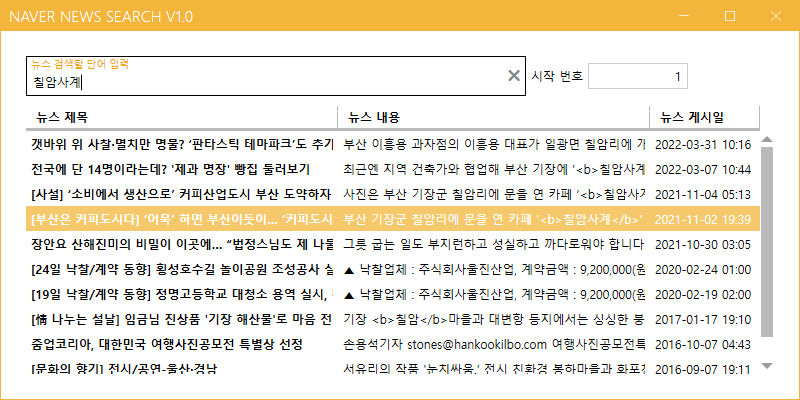 NAVER NEWS SEARCH V1.0
뉴스 검색할 단어 입력
칠암사계
시작 번호 1
뉴스 제목 뉴스 내용 뉴스 게시일
갯바위 위 사찰·멸치만 명물? ‘판타스틱 테마파크’도 추가 부산 이흥용 과자점의 이흥용 대표가 일광면 칠암리에 개 2022-03-31 10:16
전국에 단 14명이라는데? '제과 명장' 빵집 둘러보기 최근엔 지역 건축가와 협업해 부산 기장에 '<b>칠암사계 2022-03-07 10:44
[사설] ‘소비에서 생산으로’ 커피산업도시 부산 도약하자 사진은 부산 기장군 칠암리에 문을 연 카페 '<b>칠암사계 2021-11-04 05:13
[부산은 커피도시다] ‘어묵’ 하면 부산이듯이… ‘커피도시 부산 기장군 칠암리에 문을 연 카페 '<b>칠암사계</b>' 2021-11-02 19:39
장안요 산해진미의 비밀이 이곳에… “법정스님도 제 나물 그릇 굽는 일도 부지런하고 성실하고 까다로워야 합니다 2021-10-30 03:05
[24일 낙찰/계약 동향] 횡성호수길 놀이공원 조성공사 실 ▲ 낙찰업체 : 주식회사울진산업, 계약금액 : 9,200,000(원 2020-02-24 01:00
[19일 낙찰/계약 동향] 정명고등학교 대청소 용역 실시, ▲ 낙찰업체 : 주식회사울진산업, 계약금액 : 9,200,000(원 2020-02-19 02:00
[情 나누는 설날] 임금님 진상품 '기장 해산물'로 마음 전 기장 <b>칠암</b>마을과 대변항 등지에서는 싱싱한 붕 2017-01-17 19:10
줌업코리아, 대한민국 여행사진공모전 특별상 선정 손용석기자 stones@hankookilbo.com 여행사진공모전특 2016-10-07 04:43
[문화의 향기] 전시/공연-울산·경남 서유리의 작품 '눈치싸움.' 전시 친환경 봉하마을과 화포천 2016-09-07 19:11